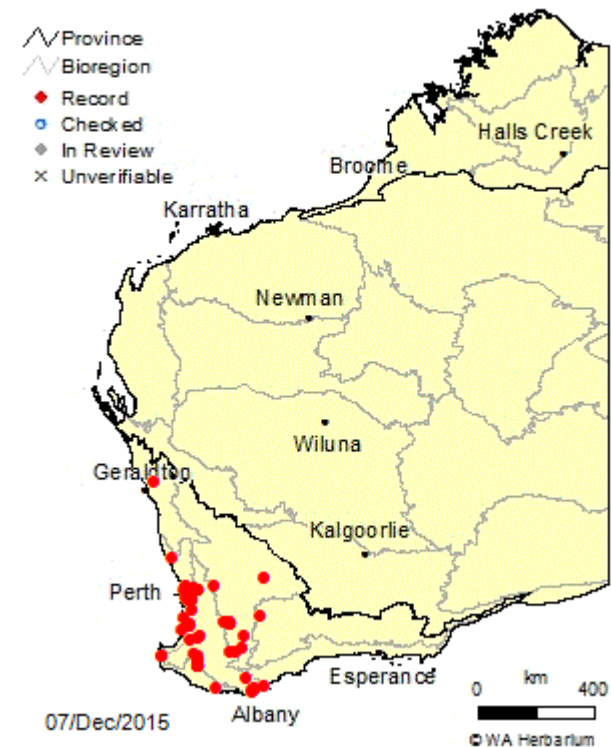 Province
Bioregion
Record
Checked
In Review
Unverifiable
Halls Creek
Broome
Karratha
Newman
Wiluna
Geraldton
Kalgoorlie
Perth
Esperance
Albany
0 km 400
07/Dec/2015
© WA Herbarium